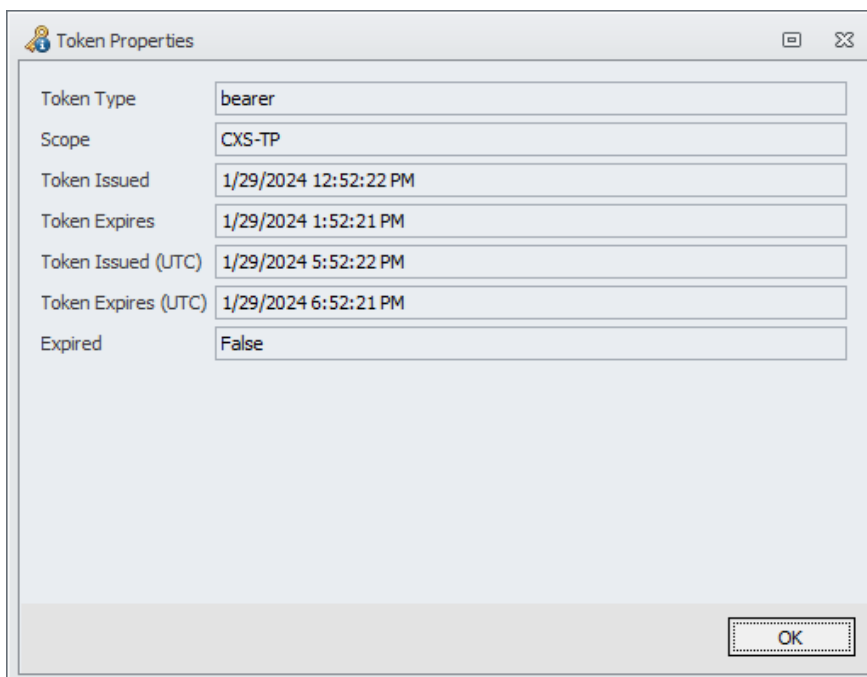 Token Properties
Token Type bearer
Scope CXS-TP
Token Issued 1/29/2024 12:52:22 PM
Token Expires 1/29/2024 1:52:21 PM
Token Issued (UTC) 1/29/2024 5:52:22 PM
Token Expires (UTC) 1/29/2024 6:52:21 PM
Expired False
OK